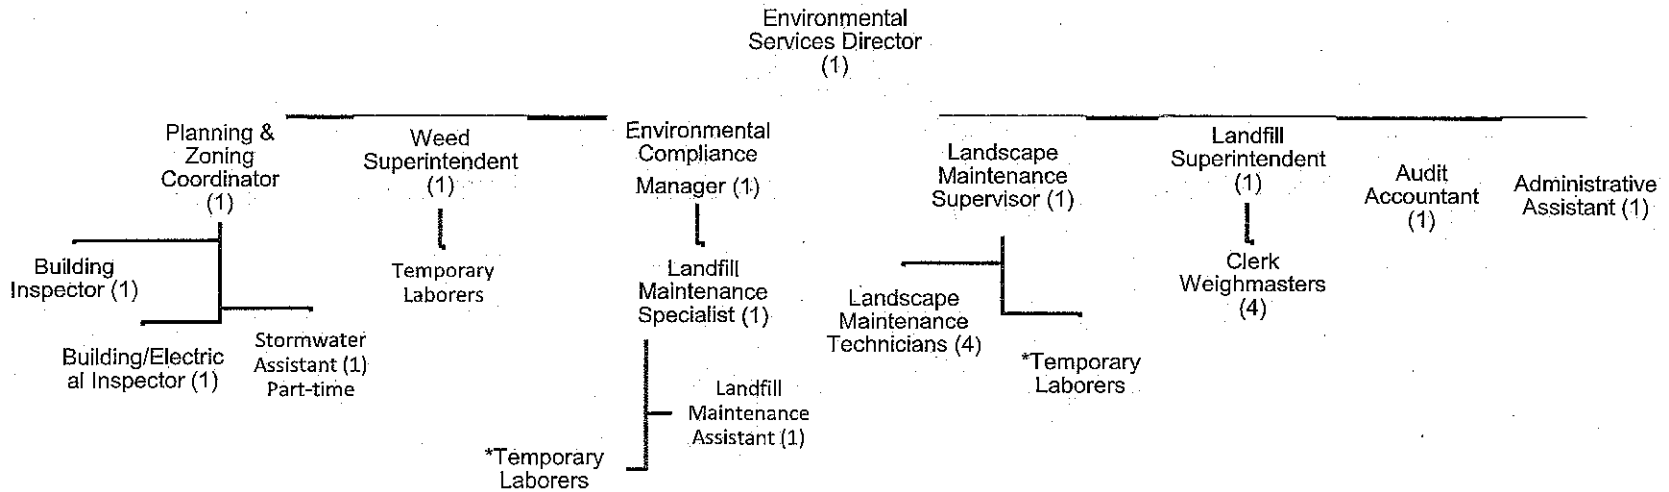 Environmental
Services Director
(1)
Planning &
Zoning
Coordinator
(1)
Weed
Superintendent
(1)
Environmental
Compliance
Manager (1)
Landscape
Maintenance
Supervisor (1)
Landfill
Superintendent
(1)
Audit
Accountant
(1)
Administrative
Assistant (1)
Building
Inspector (1)
Building/Electric
al Inspector (1)
Stormwater
Assistant (1)
Part-time
Temporary
Laborers
Landfill
Maintenance
Specialist (1)
Landfill
Maintenance
Assistant (1)
*Temporary
Laborers
Landscape
Maintenance
Technicians (4)
*Temporary
Laborers
Clerk
Weighmasters
(4)